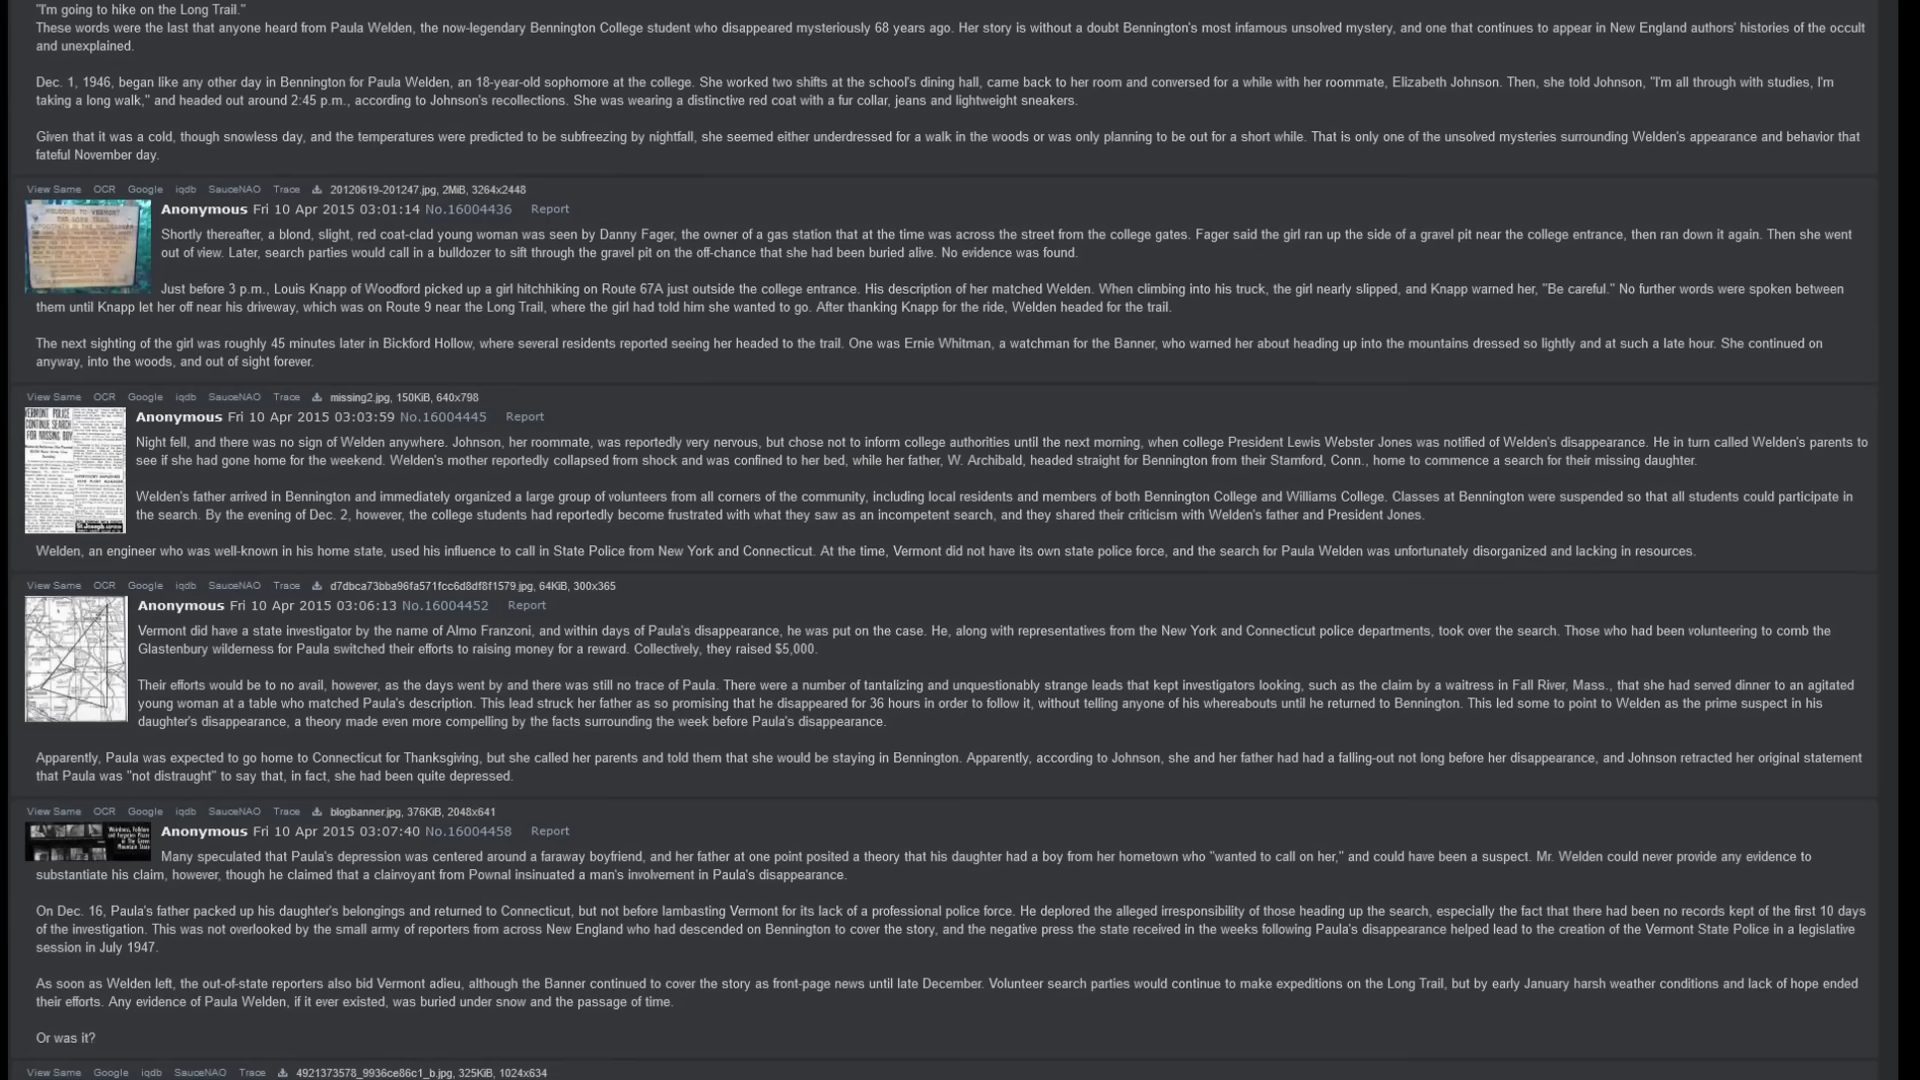 "I'm going to hike on the Long Trail."
These words were the last that anyone heard from Paula Welden, the now-legendary Bennington College student who disappeared mysteriously 68 years ago. Her story is without a doubt Bennington's most infamous unsolved mystery, and one that continues to appear in New England authors' histories of the occult
and unexplained.
Dec. 1, 1946, began like any other day in Bennington for Paula Welden, an 18-year-old sophomore at the college. She worked two shifts at the school's dining hall, came back to her room and conversed for a while with her roommate, Elizabeth Johnson. Then, she told Johnson, "I'm all through with studies, I'm
taking a long walk," and headed out around 2:45 p.m., according to Johnson's recollections. She was wearing a distinctive red coat with a fur collar, jeans and lightweight sneakers.
Given that it was a cold, though snowless day, and the temperatures were predicted to be subfreezing by nightfall, she seemed either underdressed for a walk in the woods or was only planning to be out for a short while. That is only one of the unsolved mysteries surrounding Welden's appearance and behavior that
fateful November day.
View Same OCR Google iqdb SauceNAO Trace 20120619-201247.jpg, 2MiB, 3264x2448
Anonymous Fri 10 Apr 2015 03:01:14 No.16004436 Report
WELCOME TO VERMONT
THE LONG TRAIL
Shortly thereafter, a blond, slight, red coat-clad young woman was seen by Danny Fager, the owner of a gas station that at the time was across the street from the college gates. Fager said the girl ran up the side of a gravel pit near the college entrance, then ran down it again. Then she went
out of view. Later, search parties would call in a bulldozer to sift through the gravel pit on the off-chance that she had been buried alive. No evidence was found.
Just before 3 p.m., Louis Knapp of Woodford picked up a girl hitchhiking on Route 67A just outside the college entrance. His description of her matched Welden. When climbing into his truck, the girl nearly slipped, and Knapp warned her, "Be careful." No further words were spoken between
them until Knapp let her off near his driveway, which was on Route 9 near the Long Trail, where the girl had told him she wanted to go. After thanking Knapp for the ride, Welden headed for the trail.
The next sighting of the girl was roughly 45 minutes later in Bickford Hollow, where several residents reported seeing her headed to the trail. One was Ernie Whitman, a watchman for the Banner, who warned her about heading up into the mountains dressed so lightly and at such a late hour. She continued on
anyway, into the woods, and out of sight forever.
View Same OCR Google iqdb SauceNAO Trace missing2.jpg, 150KiB, 640x798
Anonymous Fri 10 Apr 2015 03:03:59 No.16004445 Report
VERMONT POLICE
CONTINUE SEARCH
FOR MISSING BOY
Night fell, and there was no sign of Welden anywhere. Johnson, her roommate, was reportedly very nervous, but chose not to inform college authorities until the next morning, when college President Lewis Webster Jones was notified of Welden's disappearance. He in turn called Welden's parents to
see if she had gone home for the weekend. Welden's mother reportedly collapsed from shock and was confined to her bed, while her father, W. Archibald, headed straight for Bennington from their Stamford, Conn., home to commence a search for their missing daughter.
Welden's father arrived in Bennington and immediately organized a large group of volunteers from all corners of the community, including local residents and members of both Bennington College and Williams College. Classes at Bennington were suspended so that all students could participate in
the search. By the evening of Dec. 2, however, the college students had reportedly become frustrated with what they saw as an incompetent search, and they shared their criticism with Welden's father and President Jones.
Welden, an engineer who was well-known in his home state, used his influence to call in State Police from New York and Connecticut. At the time, Vermont did not have its own state police force, and the search for Paula Welden was unfortunately disorganized and lacking in resources.
View Same OCR Google iqdb SauceNAO Trace d7dbca73bba96fa571fcc6d8df8f1579.jpg, 64KiB, 300x365
Anonymous Fri 10 Apr 2015 03:06:13 No.16004452 Report
Vermont did have a state investigator by the name of Almo Franzoni, and within days of Paula's disappearance, he was put on the case. He, along with representatives from the New York and Connecticut police departments, took over the search. Those who had been volunteering to comb the
Glastenbury wilderness for Paula switched their efforts to raising money for a reward. Collectively, they raised $5,000.
Their efforts would be to no avail, however, as the days went by and there was still no trace of Paula. There were a number of tantalizing and unquestionably strange leads that kept investigators looking, such as the claim by a waitress in Fall River, Mass., that she had served dinner to an agitated
young woman at a table who matched Paula's description. This lead struck her father as so promising that he disappeared for 36 hours in order to follow it, without telling anyone of his whereabouts until he returned to Bennington. This led some to point to Welden as the prime suspect in his
daughter's disappearance, a theory made even more compelling by the facts surrounding the week before Paula's disappearance.
Apparently, Paula was expected to go home to Connecticut for Thanksgiving, but she called her parents and told them that she would be staying in Bennington. Apparently, according to Johnson, she and her father had had a falling-out not long before her disappearance, and Johnson retracted her original statement
that Paula was "not distraught" to say that, in fact, she had been quite depressed.
View Same OCR Google iqdb SauceNAO Trace blogbanner.jpg, 376KiB, 2048x641
Anonymous Fri 10 Apr 2015 03:07:40 No.16004458 Report
Many speculated that Paula's depression was centered around a faraway boyfriend, and her father at one point posited a theory that his daughter had a boy from her hometown who "wanted to call on her," and could have been a suspect. Mr. Welden could never provide any evidence to
substantiate his claim, however, though he claimed that a clairvoyant from Pownal insinuated a man's involvement in Paula's disappearance.
On Dec. 16, Paula's father packed up his daughter's belongings and returned to Connecticut, but not before lambasting Vermont for its lack of a professional police force. He deplored the alleged irresponsibility of those heading up the search, especially the fact that there had been no records kept of the first 10 days
of the investigation. This was not overlooked by the small army of reporters from across New England who had descended on Bennington to cover the story, and the negative press the state received in the weeks following Paula's disappearance helped lead to the creation of the Vermont State Police in a legislative
session in July 1947.
As soon as Welden left, the out-of-state reporters also bid Vermont adieu, although the Banner continued to cover the story as front-page news until late December. Volunteer search parties would continue to make expeditions on the Long Trail, but by early January harsh weather conditions and lack of hope ended
their efforts. Any evidence of Paula Welden, if it ever existed, was buried under snow and the passage of time.
Or was it?
View Same Google iqdb SauceNAO Trace 4921373578_9936ce86c1_b.jpg, 325KiB, 1024x634